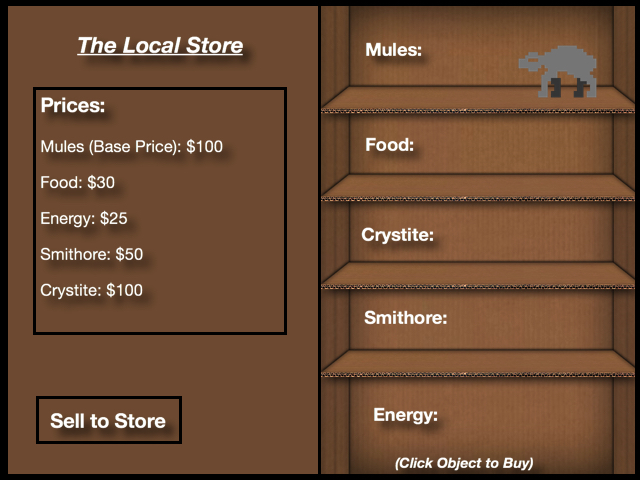 The Local Store
Prices:
Mules (Base Price): $100
Food: $30
Energy: $25
Smithore: $50
Crystite: $100
Sell to Store
Mules:
Food:
Crystite:
Smithore:
Energy:
(Click Object to Buy)